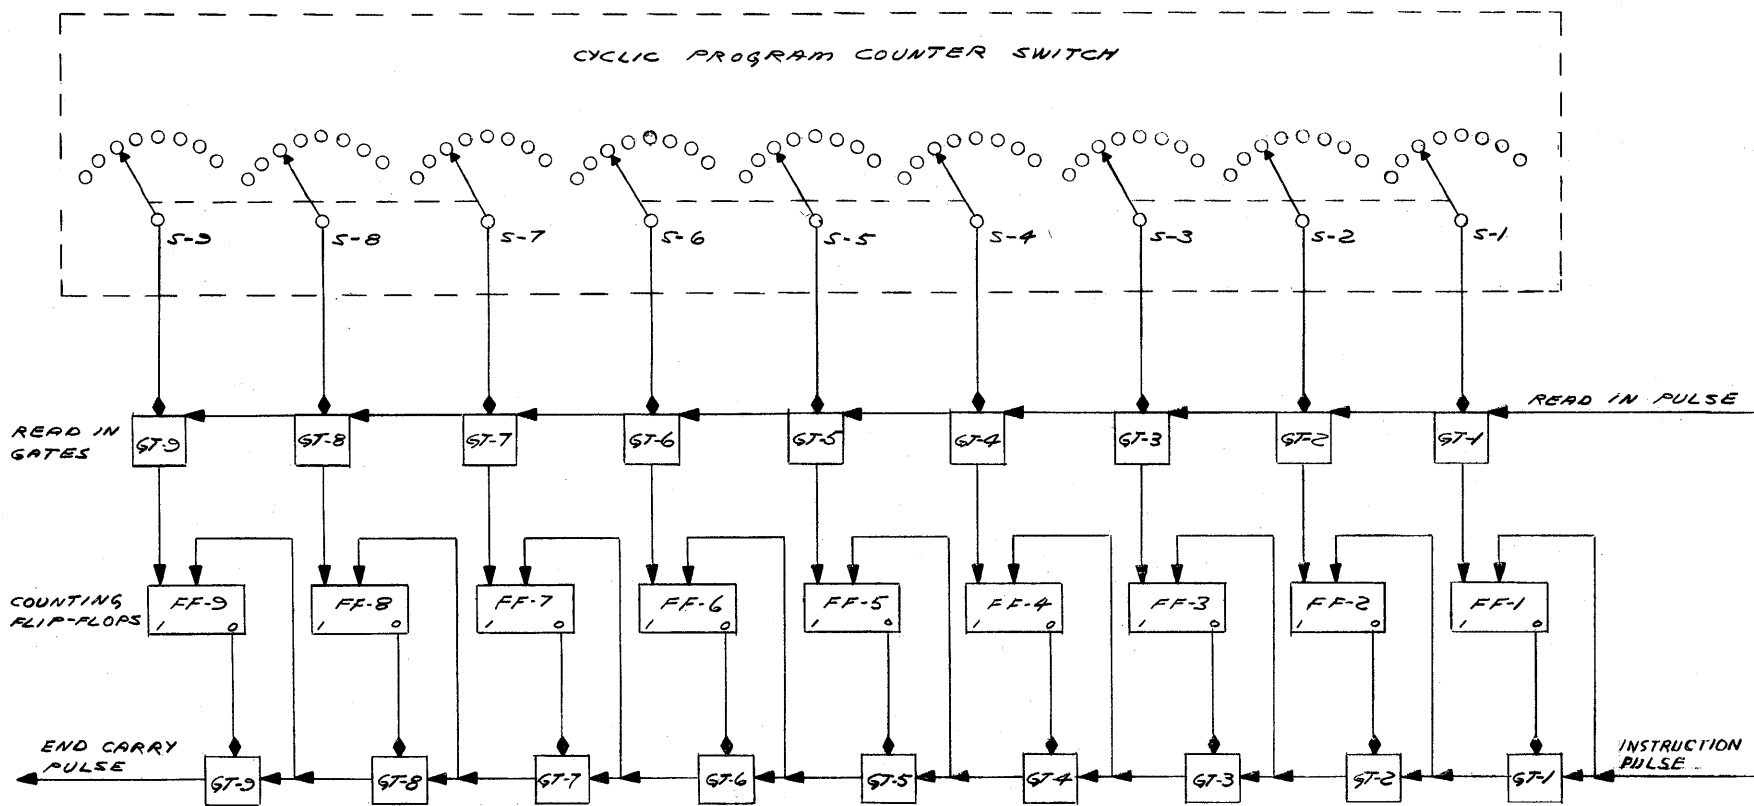 CYCLIC PROGRAM COUNTER SWITCH
S-9 S-8 S-7 S-6 S-5 S-4 S-3 S-2 S-1
READ IN PULSE
READ IN
GATES
GT-9 GT-8 GT-7 GT-6 GT-5 GT-4 GT-3 GT-2 GT-1
COUNTING
FLIP-FLOPS
FF-9 FF-8 FF-7 FF-6 FF-5 FF-4 FF-3 FF-2 FF-1
1 0 1 0 1 0 1 0 1 0 1 0 1 0 1 0 1 0
END CARRY
PULSE
GT-9 GT-8 GT-7 GT-6 GT-5 GT-4 GT-3 GT-2 GT-1
INSTRUCTION
PULSE